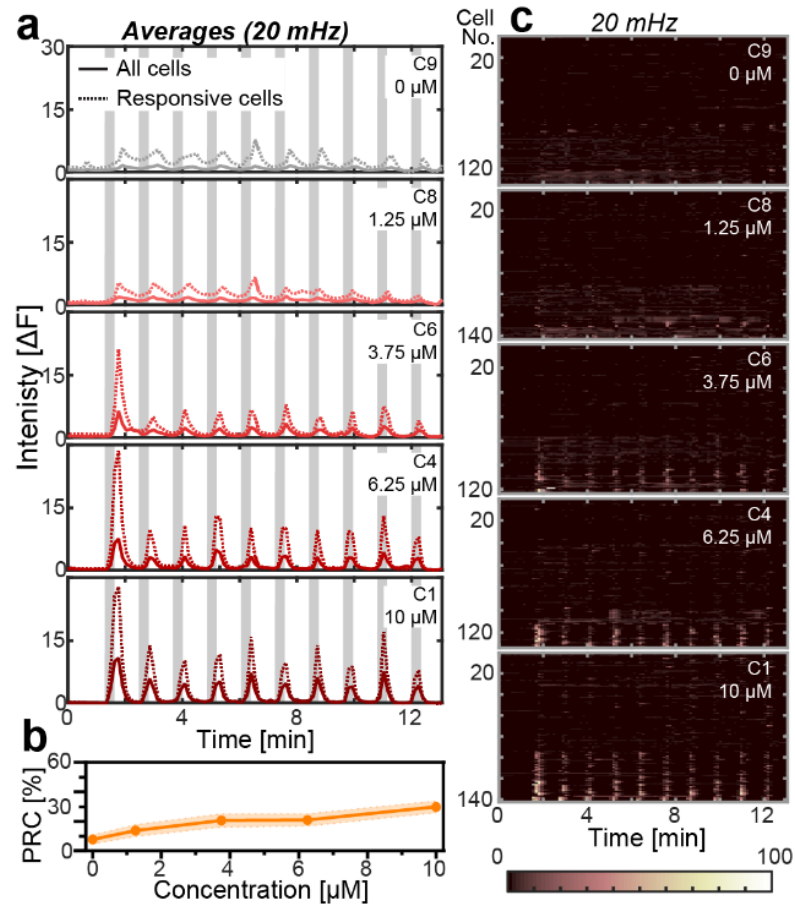 a
Averages (20 mHz)
30
15
0
All cells
Responsive cells
C9
0 µM
15
0
C8
1.25 µM
15
0
C6
3.75 µM
15
0
C4
6.25 µM
15
0
C1
10 µM
Intenisty [ΔF]
0
4
8
12
Time [min]
b
60
30
0
PRC [%]
0
2
4
6
8
10
Concentration [µM]
c
20 mHz
Cell
No.
20
120
C9
0 µM
20
140
C8
1.25 µM
20
120
C6
3.75 µM
20
120
C4
6.25 µM
20
140
C1
10 µM
0
4
8
12
Time [min]
0
100